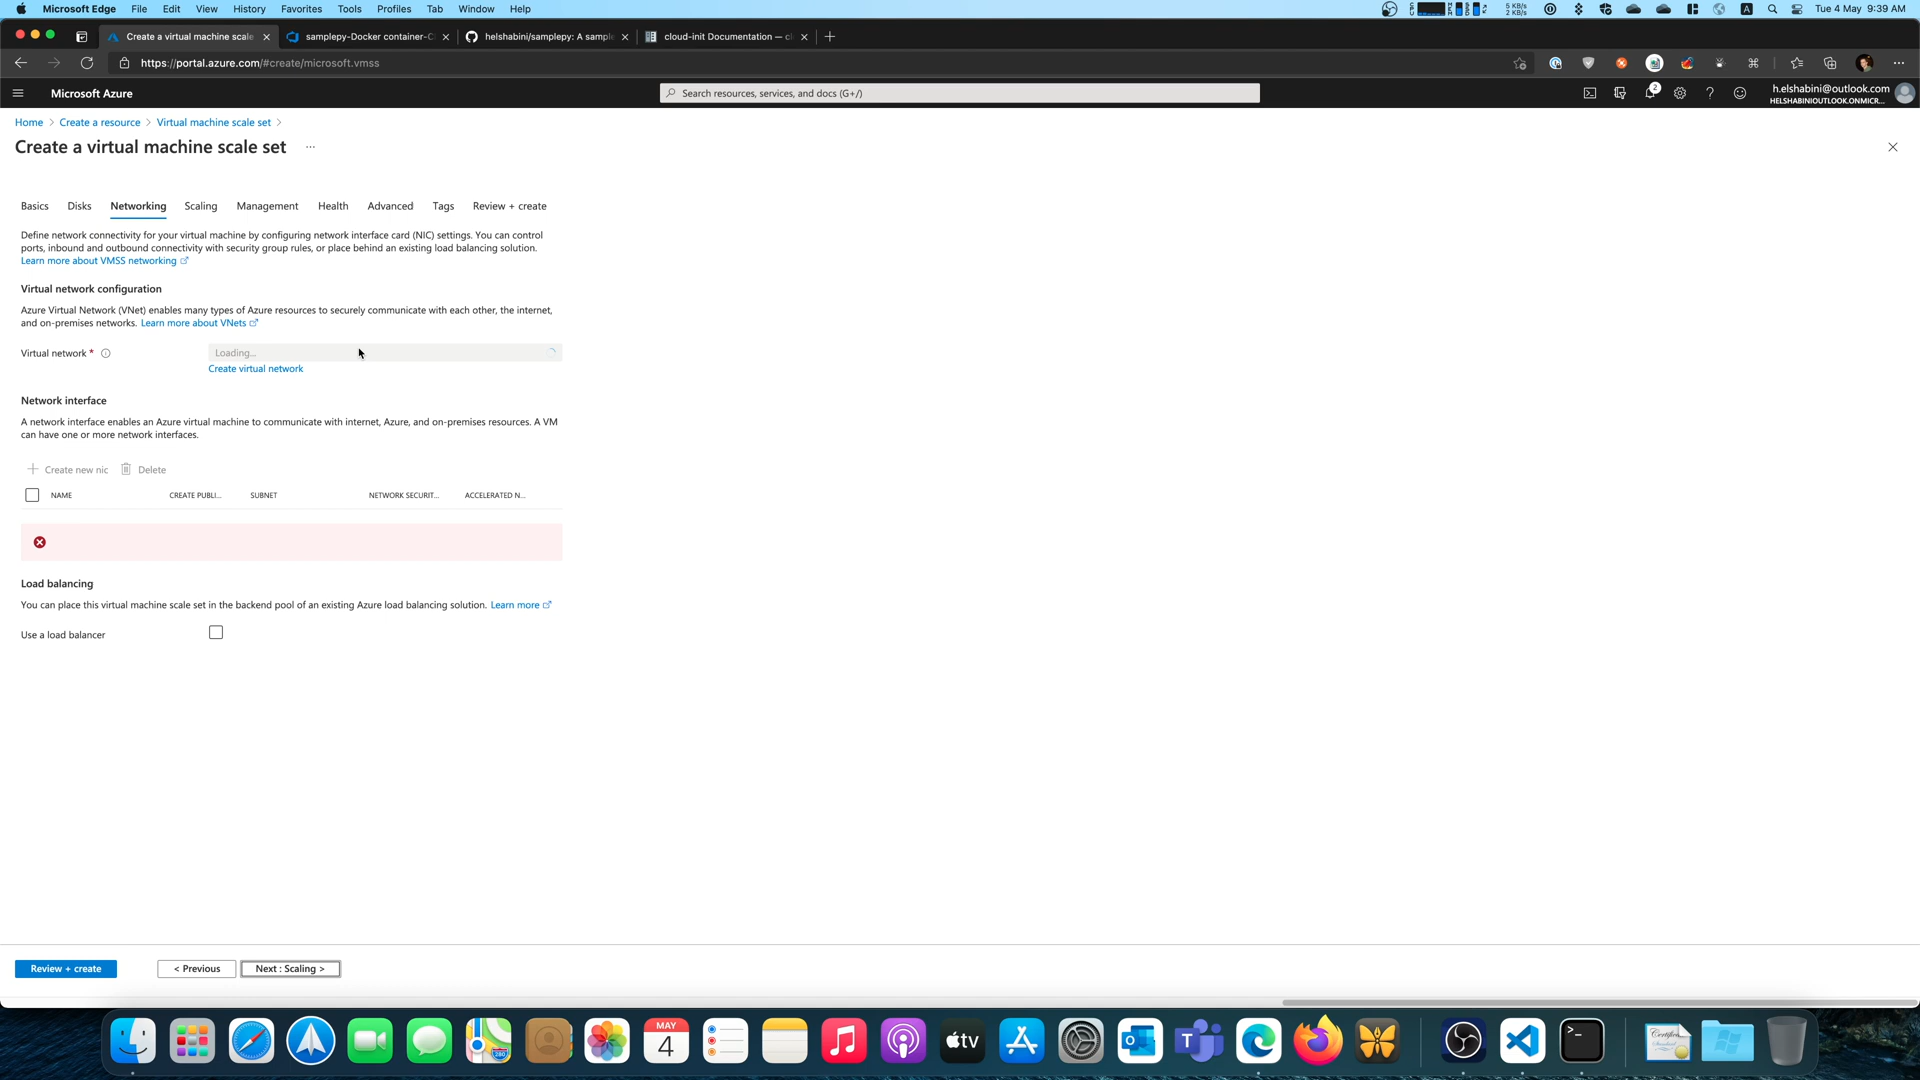 Microsoft Edge File Edit View History Favorites Tools Profiles Tab Window Help
5 KB/s
2 KB/s
Tue 4 May 9:39 AM
Create a virtual machine scale
samplepy-Docker container-C
helshabini/samplepy: A sample
cloud-init Documentation — cl
https://portal.azure.com/#create/microsoft.vmss
Microsoft Azure
Search resources, services, and docs (G+/)
2
h.elshabini@outlook.com
HELSHABINIOUTLOOK.ONMICR...
Home > Create a resource > Virtual machine scale set >
Create a virtual machine scale set ...
Basics Disks Networking Scaling Management Health Advanced Tags Review + create
Define network connectivity for your virtual machine by configuring network interface card (NIC) settings. You can control
ports, inbound and outbound connectivity with security group rules, or place behind an existing load balancing solution.
Learn more about VMSS networking
Virtual network configuration
Azure Virtual Network (VNet) enables many types of Azure resources to securely communicate with each other, the internet,
and on-premises networks. Learn more about VNets
Virtual network *
Loading...
Create virtual network
Network interface
A network interface enables an Azure virtual machine to communicate with internet, Azure, and on-premises resources. A VM
can have one or more network interfaces.
Create new nic Delete
NAME CREATE PUBLI... SUBNET NETWORK SECURIT... ACCELERATED N...
Load balancing
You can place this virtual machine scale set in the backend pool of an existing Azure load balancing solution. Learn more
Use a load balancer
Review + create < Previous Next : Scaling >
MAY
4
tv